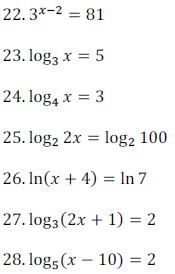 22. 3ˣ⁻² = 81
23. log₃ x = 5
24. log₄ x = 3
25. log₂ 2x = log₂ 100
26. ln(x + 4) = ln 7
27. log₃(2x + 1) = 2
28. log₅(x − 10) = 2